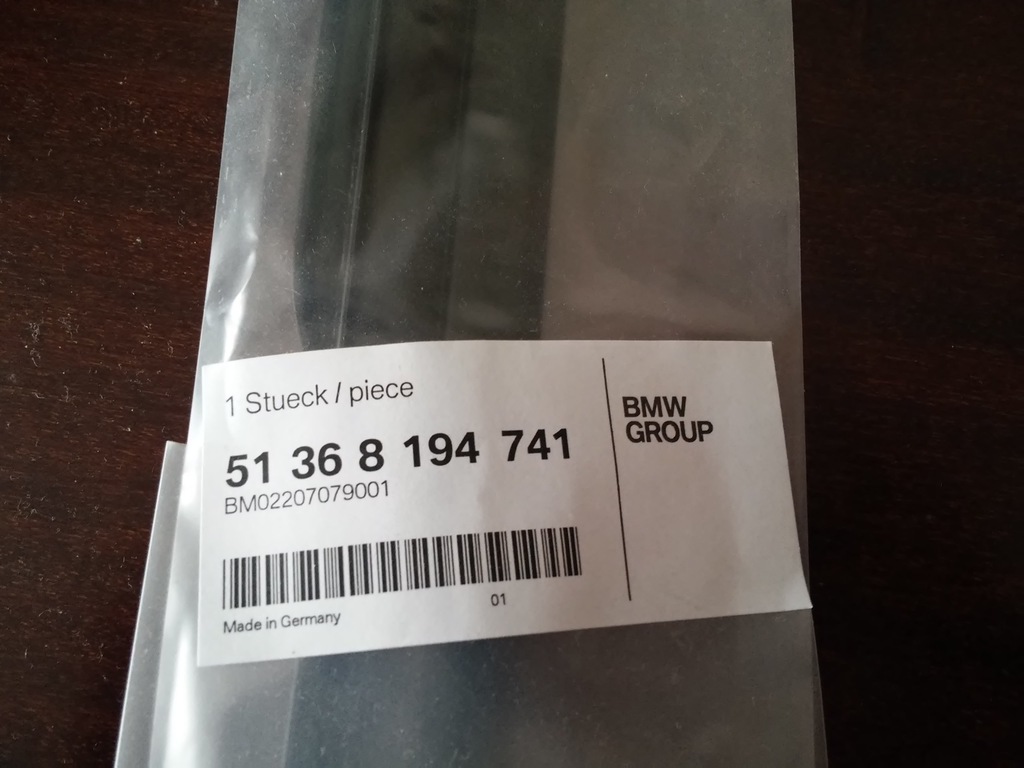 1 Stueck / piece
51 36 8 194 741
BM02207079001
01
Made in Germany
BMW
GROUP